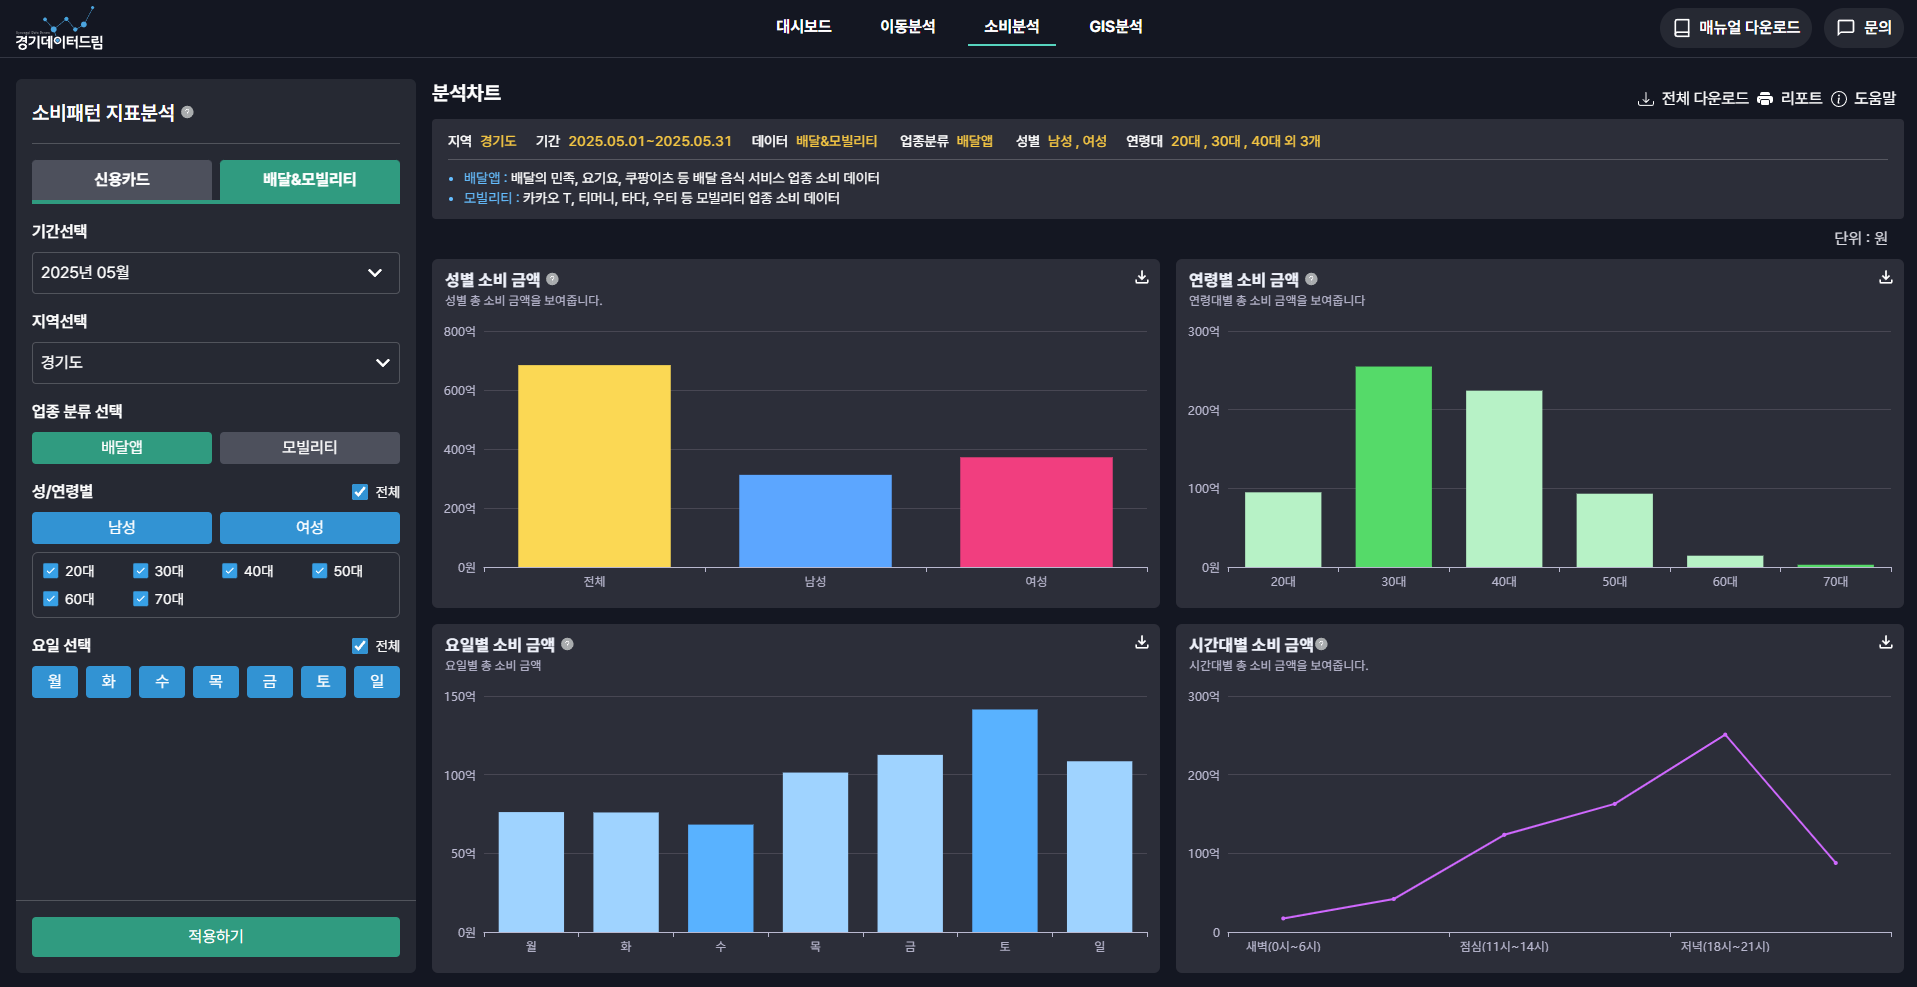 경기데이터드림
대시보드
이동분석
소비분석
GIS분석
매뉴얼 다운로드
문의
소비패턴 지표분석
신용카드
배달&모빌리티
기간선택
2025년 05월
지역선택
경기도
업종 분류 선택
배달앱
모빌리티
성/연령별
전체
남성
여성
20대
30대
40대
50대
60대
70대
요일 선택
전체
월
화
수
목
금
토
일
적용하기
분석차트
전체 다운로드
리포트
도움말
지역 경기도 기간 2025.05.01~2025.05.31 데이터 배달&모빌리티 업종분류 배달앱 성별 남성 , 여성 연령대 20대 , 30대 , 40대 외 3개
• 배달앱 : 배달의 민족, 요기요, 쿠팡이츠 등 배달 음식 서비스 업종 소비 데이터
• 모빌리티 : 카카오 T, 티머니, 타다, 우티 등 모빌리티 업종 소비 데이터
단위 : 원
성별 소비 금액
성별 총 소비 금액을 보여줍니다.
800억
600억
400억
200억
0원
전체
남성
여성
연령별 소비 금액
연령대별 총 소비 금액을 보여줍니다
300억
200억
100억
0원
20대
30대
40대
50대
60대
70대
요일별 소비 금액
요일별 총 소비 금액
150억
100억
50억
0원
월
화
수
목
금
토
일
시간대별 소비 금액
시간대별 총 소비 금액을 보여줍니다.
300억
200억
100억
0
새벽(0시~6시)
점심(11시~14시)
저녁(18시~21시)